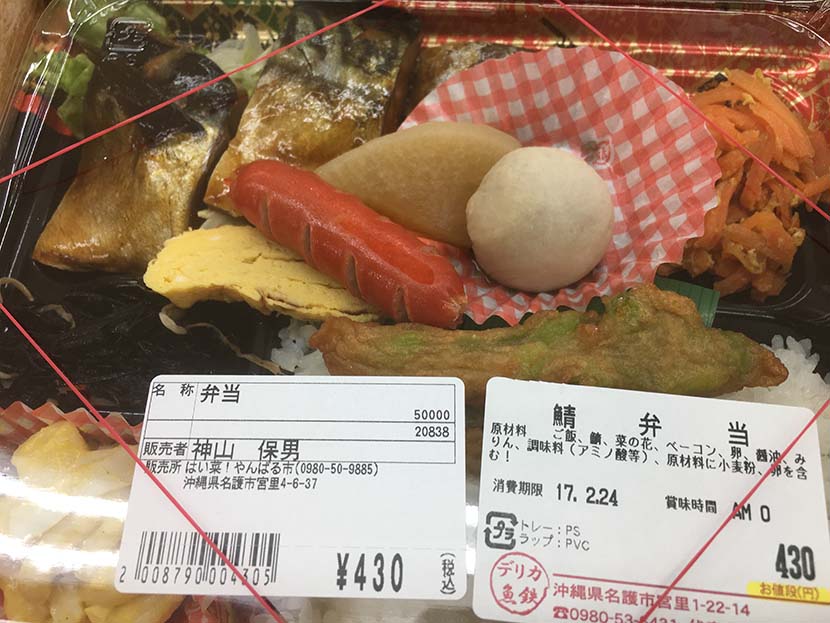 名 称 弁当
50000
20838
販売者 神山 保男
販売所 はい菜!やんばる市(0980-50-9885)
沖縄県名護市宮里4-6-37
2 008790 004305
¥430
(税込)
鯖 弁 当
原材料 ご飯、鯖、菜の花、ベーコン、卵、醤油、み
りん、調味料(アミノ酸等)、原材料に小麦粉、卵を含
む!
消費期限 17. 2.24 賞味時間 AM 0
プラ
トレー:PS
ラップ:PVC
430
お値段(円)
デリカ
魚鉄
沖縄県名護市宮里1-22-14
☎0980-53-